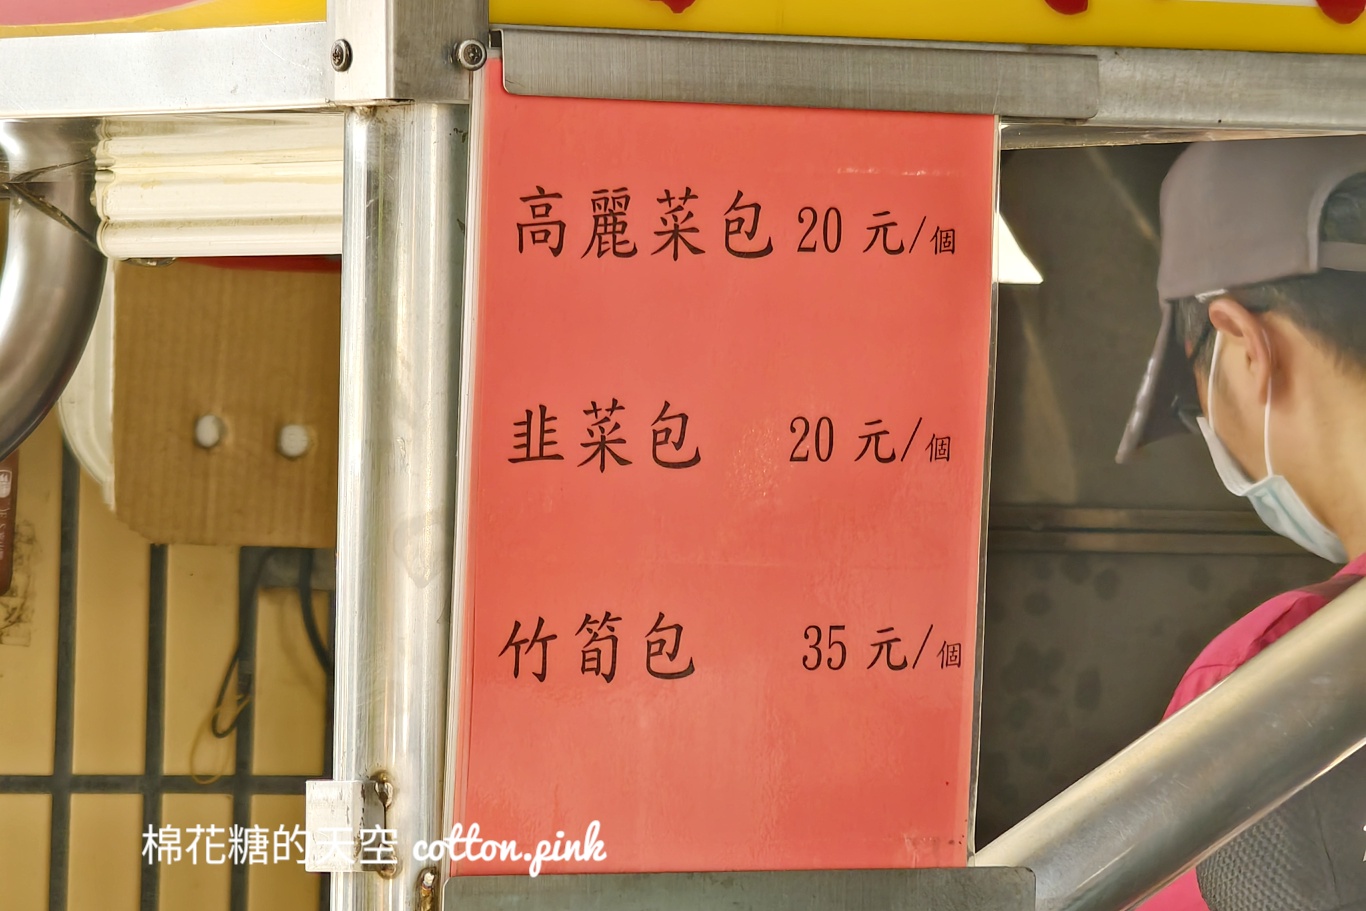 高麗菜包 20 元/個
韭菜包 20 元/個
竹筍包 35 元/個
棉花糖的天空 cotton.pink